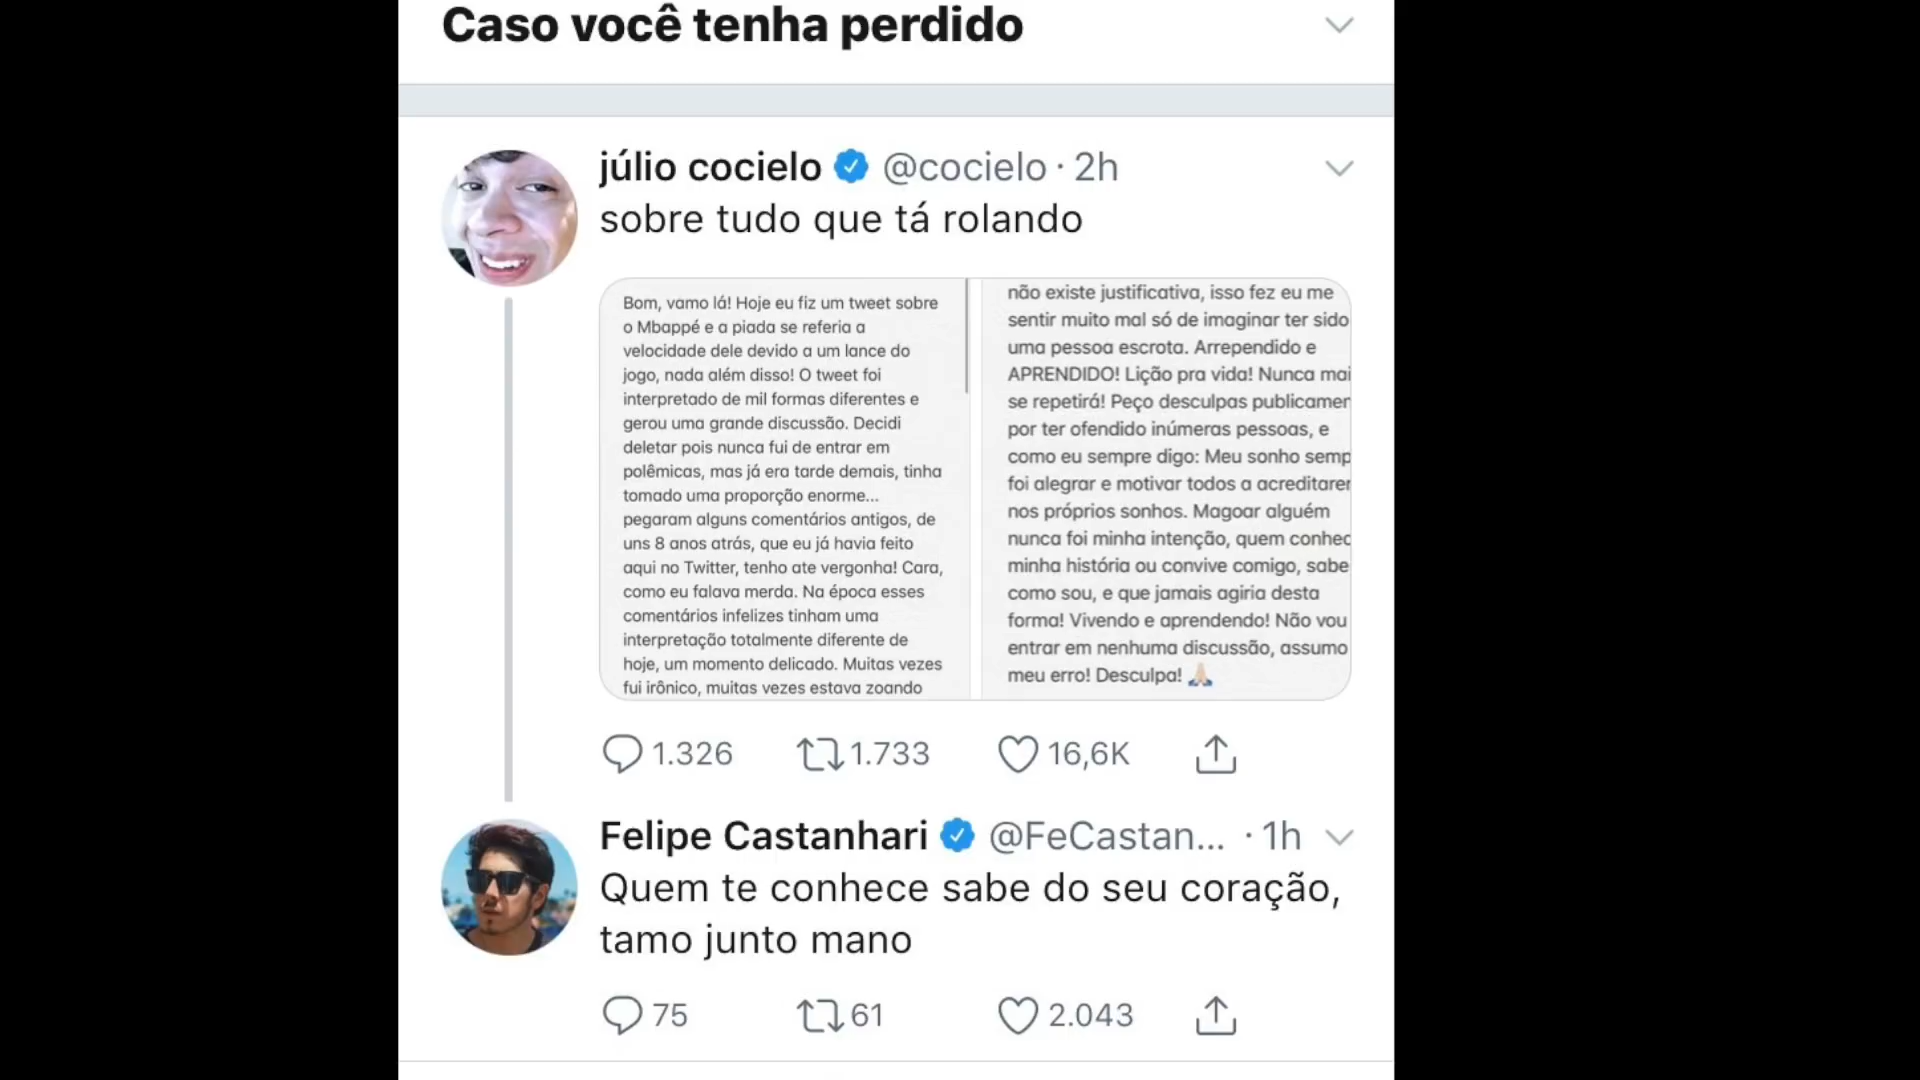 Caso você tenha perdido
júlio cocielo @cocielo · 2h
sobre tudo que tá rolando
Bom, vamo lá! Hoje eu fiz um tweet sobre
o Mbappé e a piada se referia a
velocidade dele devido a um lance do
jogo, nada além disso! O tweet foi
interpretado de mil formas diferentes e
gerou uma grande discussão. Decidi
deletar pois nunca fui de entrar em
polêmicas, mas já era tarde demais, tinha
tomado uma proporção enorme...
pegaram alguns comentários antigos, de
uns 8 anos atrás, que eu já havia feito
aqui no Twitter, tenho ate vergonha! Cara,
como eu falava merda. Na época esses
comentários infelizes tinham uma
interpretação totalmente diferente de
hoje, um momento delicado. Muitas vezes
fui irônico, muitas vezes estava zoando
não existe justificativa, isso fez eu me
sentir muito mal só de imaginar ter sido
uma pessoa escrota. Arrependido e
APRENDIDO! Lição pra vida! Nunca mai
se repetirá! Peço desculpas publicamen
por ter ofendido inúmeras pessoas, e
como eu sempre digo: Meu sonho semp
foi alegrar e motivar todos a acreditarer
nos próprios sonhos. Magoar alguém
nunca foi minha intenção, quem conhec
minha história ou convive comigo, sabe
como sou, e que jamais agiria desta
forma! Vivendo e aprendendo! Não vou
entrar em nenhuma discussão, assumo
meu erro! Desculpa! 🙏🏻
1.326 1.733 16,6K
Felipe Castanhari @FeCastan... · 1h
Quem te conhece sabe do seu coração,
tamo junto mano
75 61 2.043